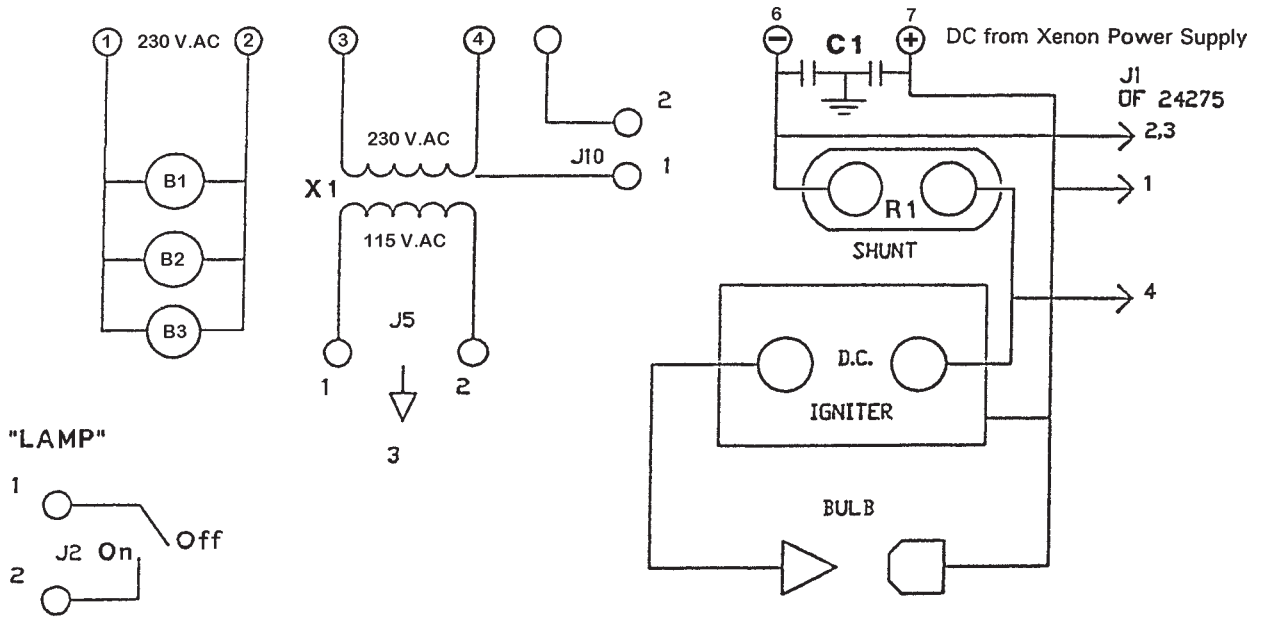 1 230 V.AC 2
3 4
6 7
− C1 + DC from Xenon Power Supply
J1
OF 24275
2
2,3
230 V.AC
J10 1
X1
B1
1
R1
115 V.AC
SHUNT
B2
4
J5
B3
D.C.
1 2
IGNITER
"LAMP"
3
1
BULB
Off
J2 On
2